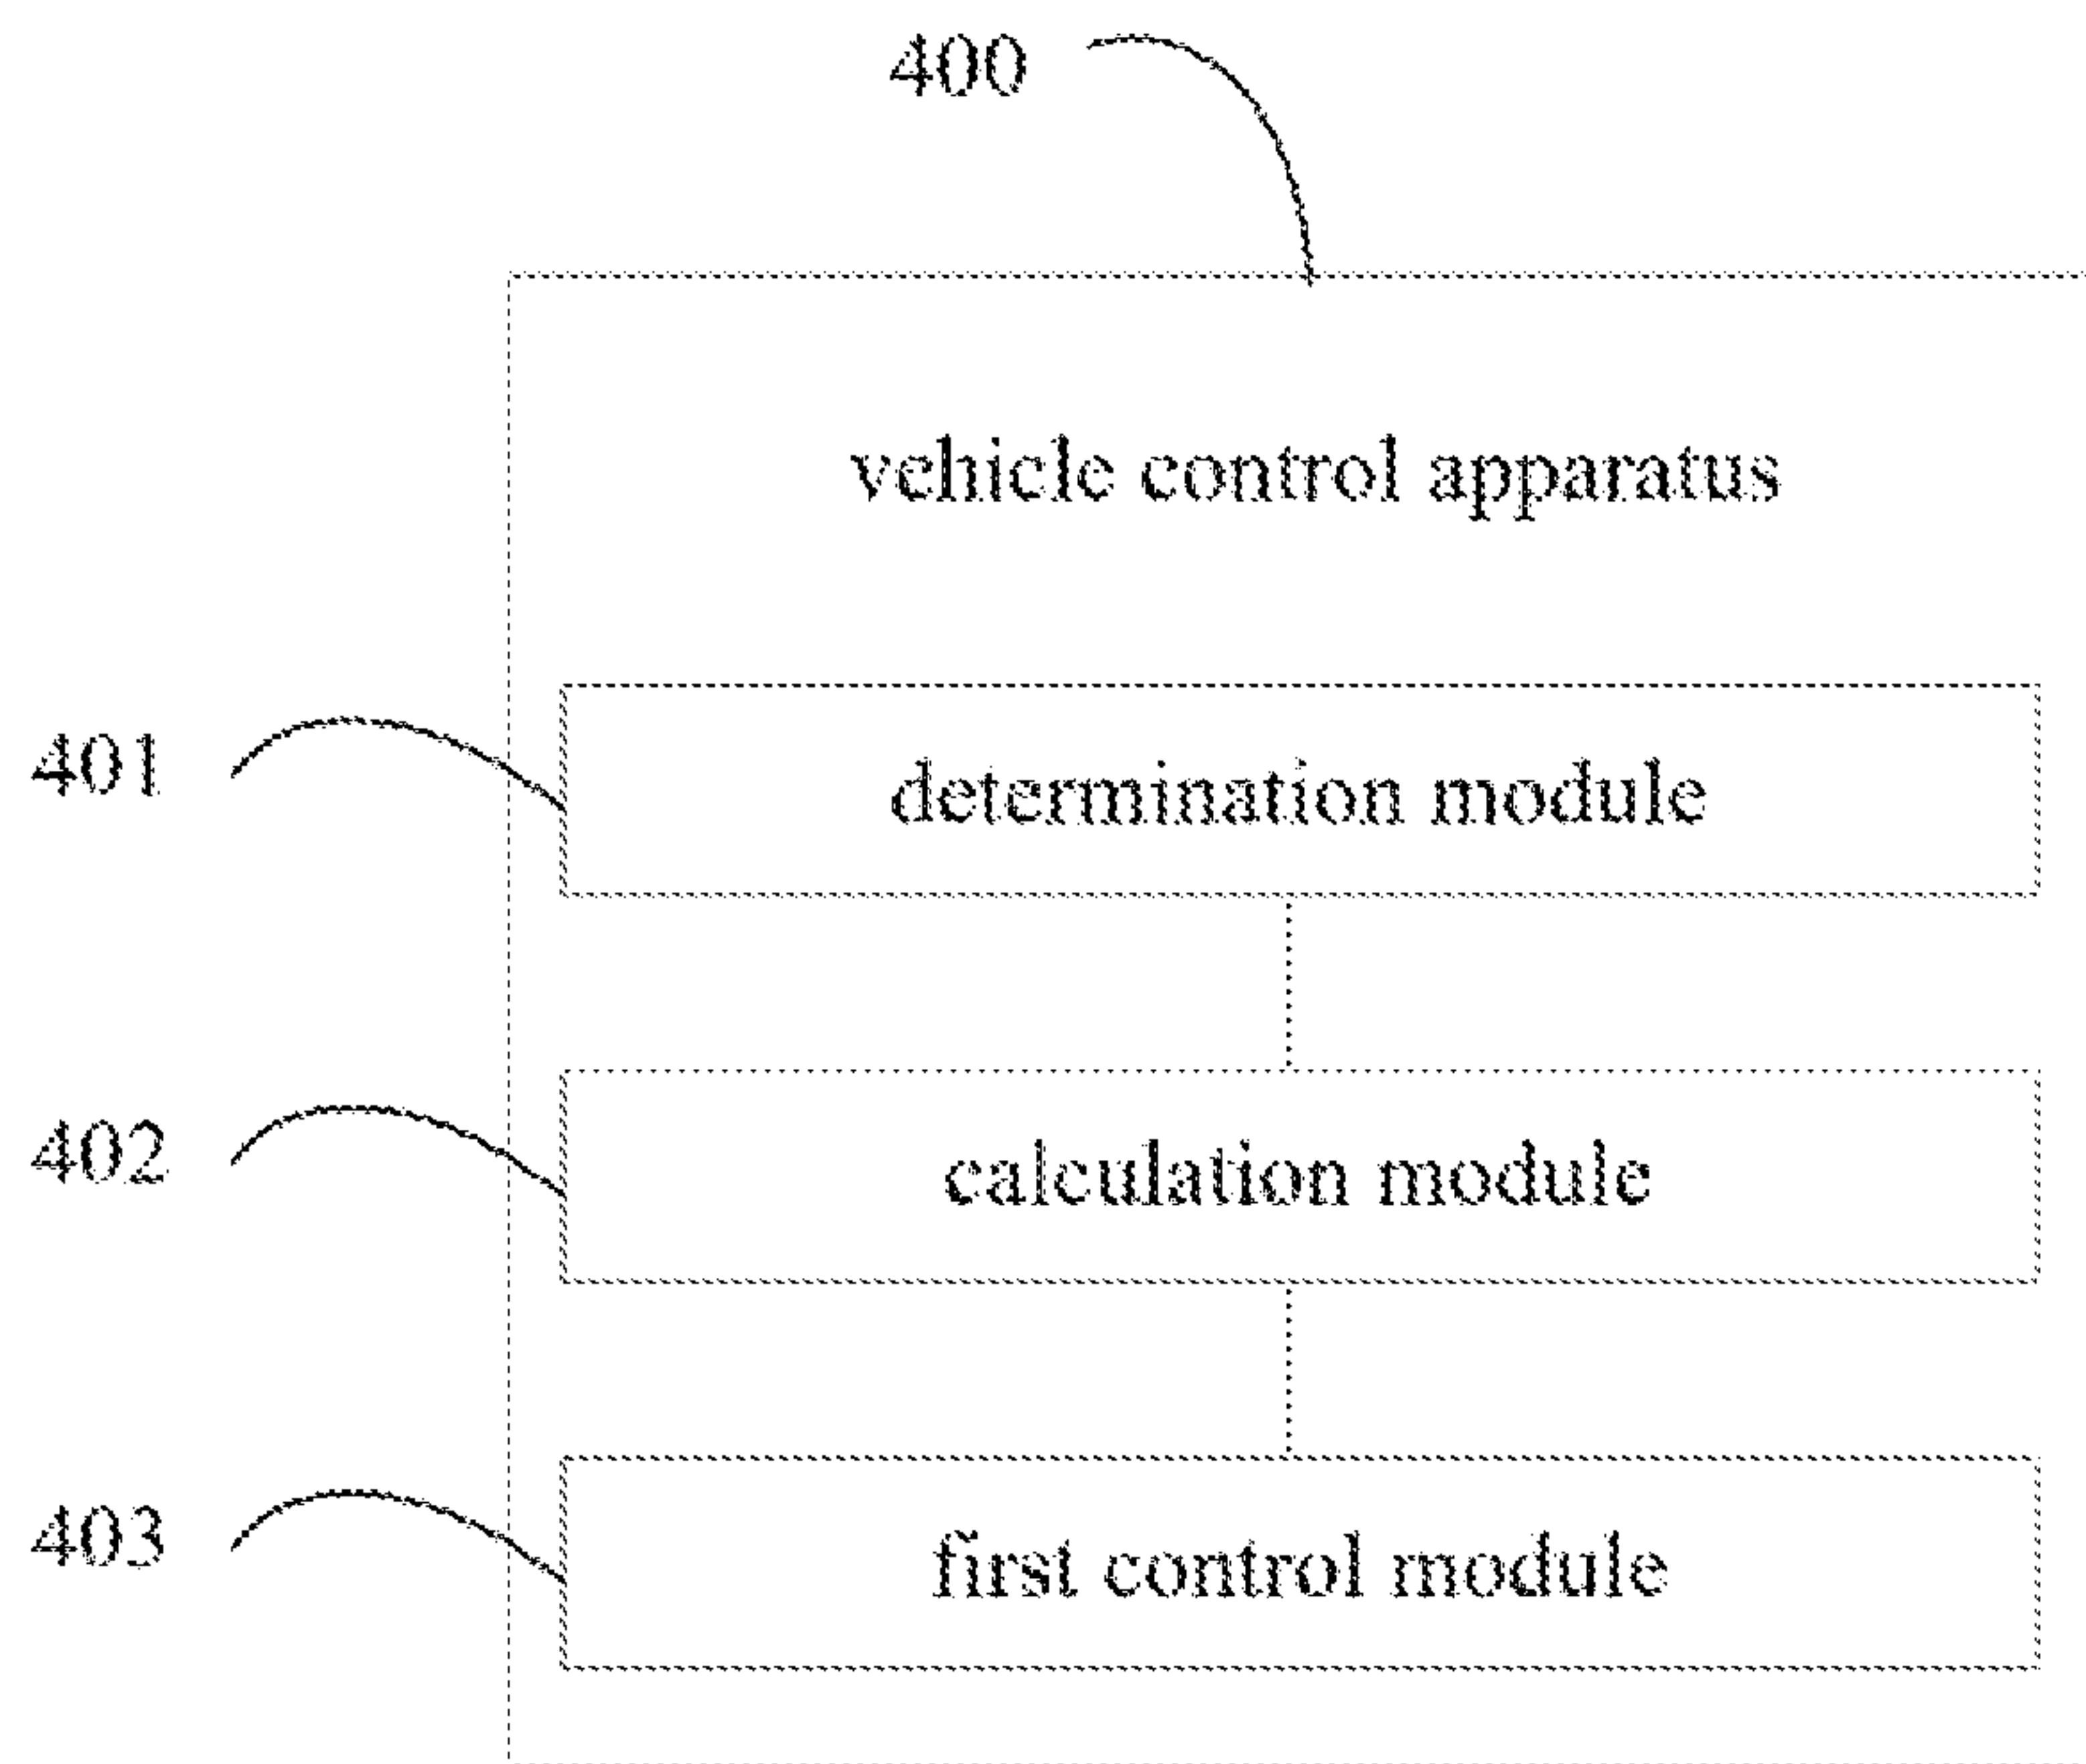 400
vehicle control apparatus
401
determination module
402
calculation module
403
first control module